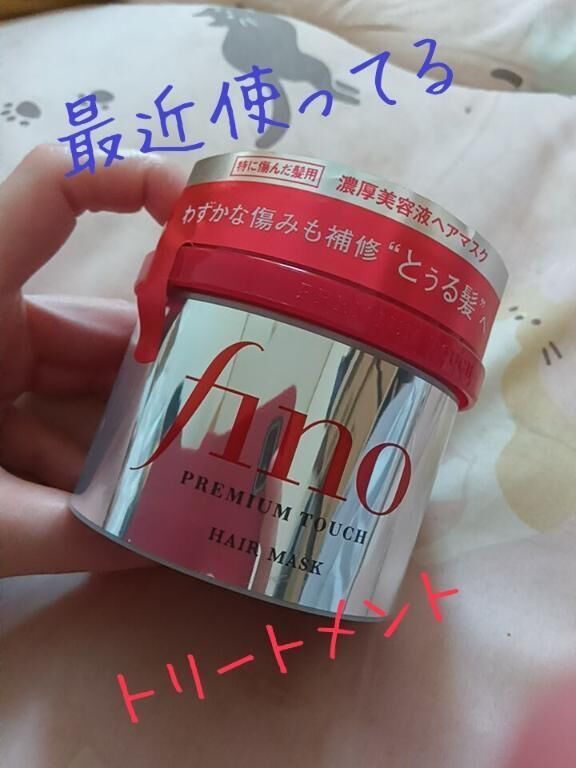 最近使ってる
特に傷んだ髪用 濃厚美容液ヘアマスク
わずかな傷みも補修 “とぅる髪”へ
fino
PREMIUM TOUCH
HAIR MASK
トリートメント